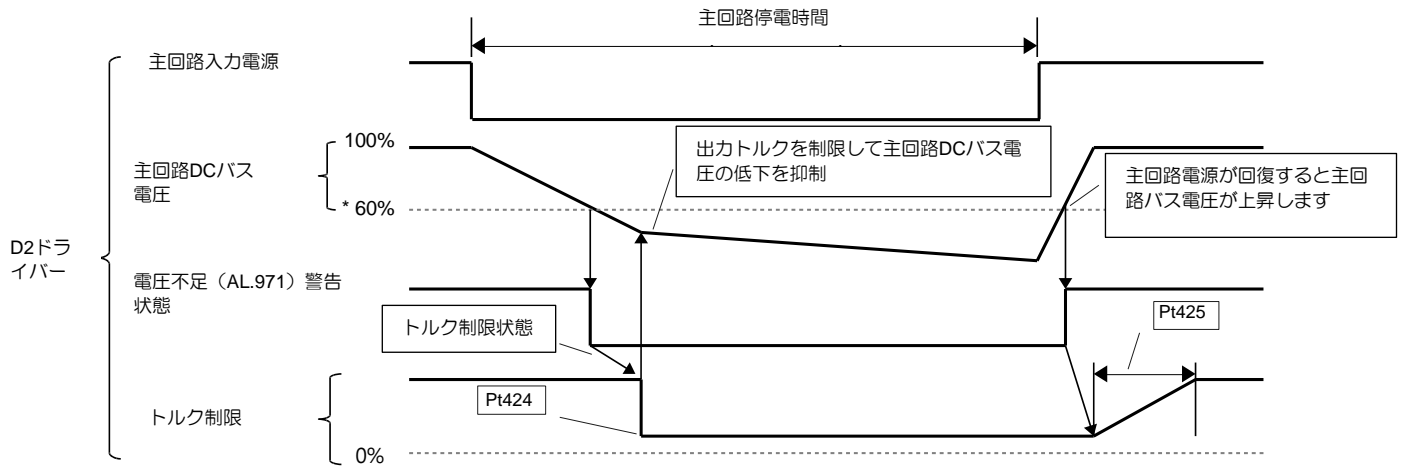 主回路停電時間
主回路入力電源
100%
主回路DCバス
電圧
* 60%
出力トルクを制限して主回路DCバス電
圧の低下を抑制
主回路電源が回復すると主回
路バス電圧が上昇します
D2ドラ
イバー
電圧不足（AL.971）警告
状態
トルク制限状態
Pt425
Pt424
トルク制限
0%